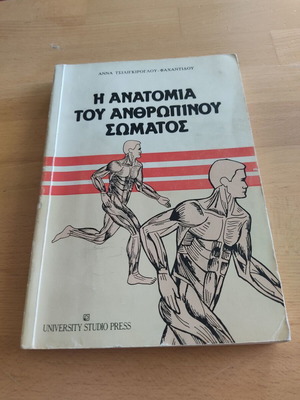 ΑΝΝΑ ΤΣΙΛΙΓΚΙΡΟΓΛΟΥ-ΦΑΧΑΝΤΙΔΟΥ
Η ΑΝΑΤΟΜΙΑ
ΤΟΥ ΑΝΘΡΩΠΙΝΟΥ
ΣΩΜΑΤΟΣ
UNIVERSITY STUDIO PRESS